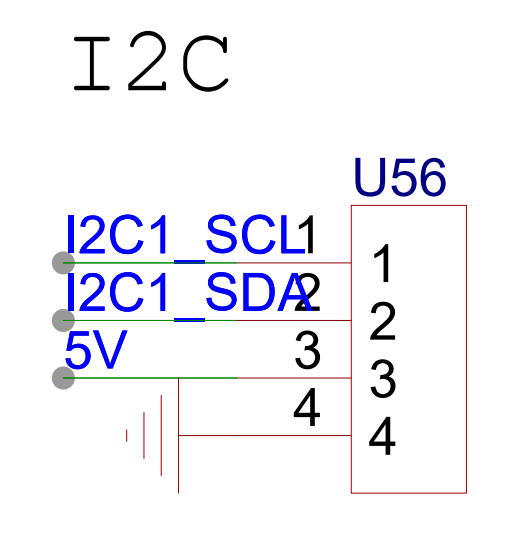 I2C
U56
I2C1_SCL 1 1
I2C1_SDA 2 2
5V 3 3
4 4